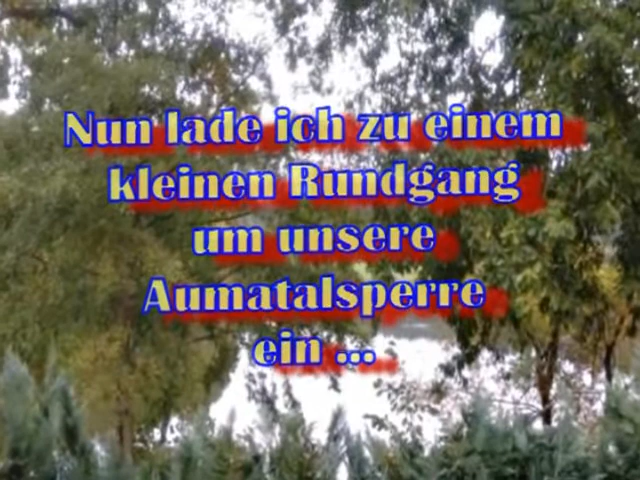 Nun lade ich zu einem
kleinen Rundgang
um unsere
Aumatalsperre
ein ...